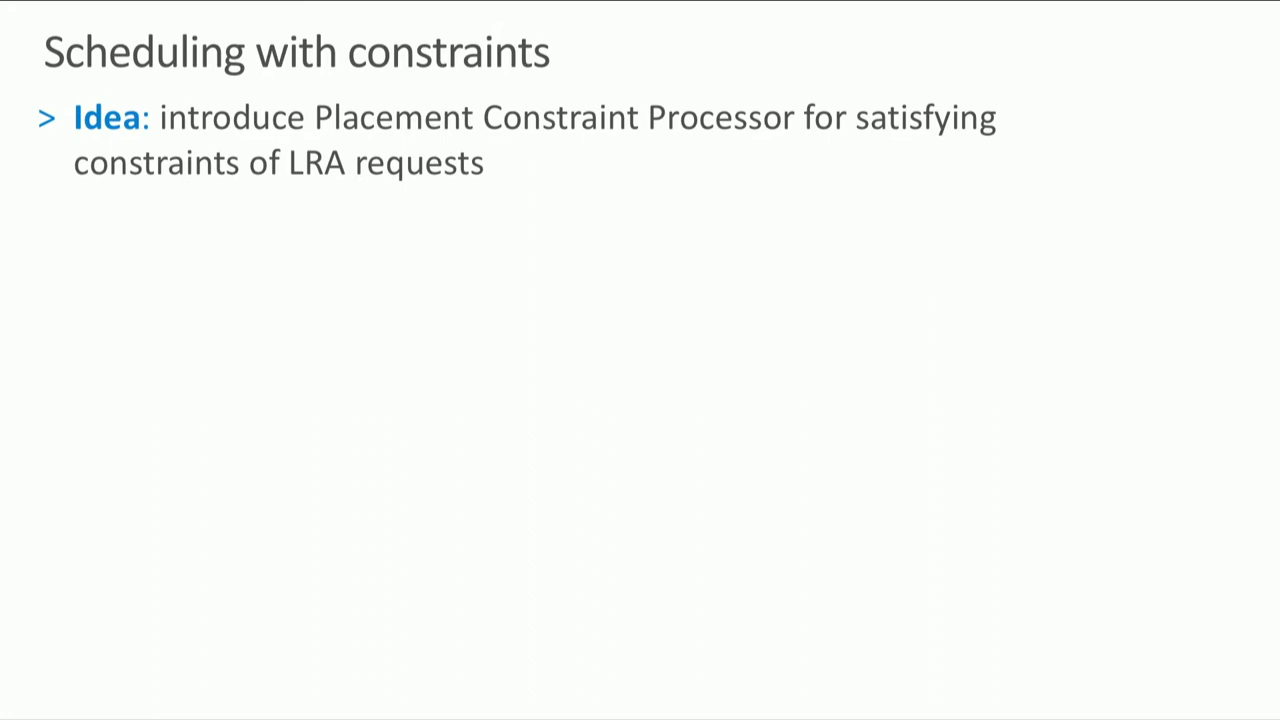 Scheduling with constraints
> Idea: introduce Placement Constraint Processor for satisfying
constraints of LRA requests